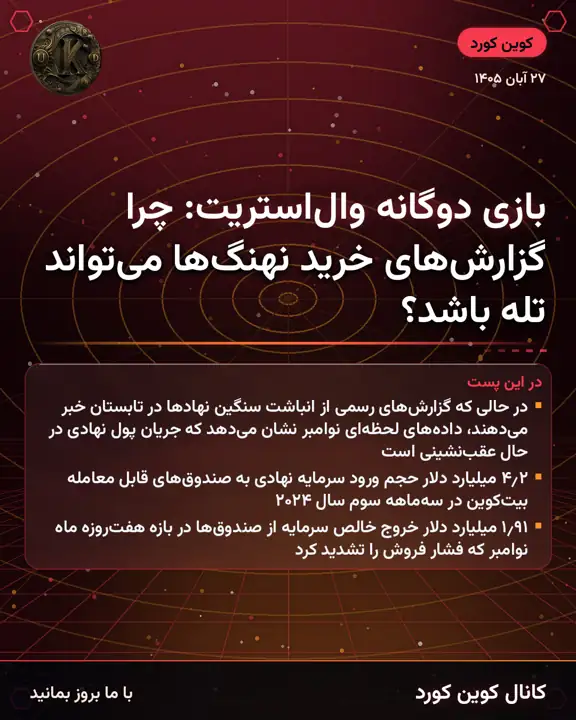 کوین کورد
۲۷ آبان ۱۴۰۵
K
بازی دوگانه وال‌استریت: چرا
گزارش‌های خرید نهنگ‌ها می‌تواند
تله باشد؟
در این پست
در حالی که گزارش‌های رسمی از انباشت سنگین نهادها در تابستان خبر
می‌دهند، داده‌های لحظه‌ای نوامبر نشان می‌دهد که جریان پول نهادی در
حال عقب‌نشینی است
۴٫۲ میلیارد دلار حجم ورود سرمایه نهادی به صندوق‌های قابل معامله
بیت‌کوین در سه‌ماهه سوم سال ۲۰۲۴
۱٫۹۱ میلیارد دلار خروج خالص سرمایه از صندوق‌ها در بازه هفت‌روزه ماه
نوامبر که فشار فروش را تشدید کرد
کانال کوین کورد
با ما بروز بمانید